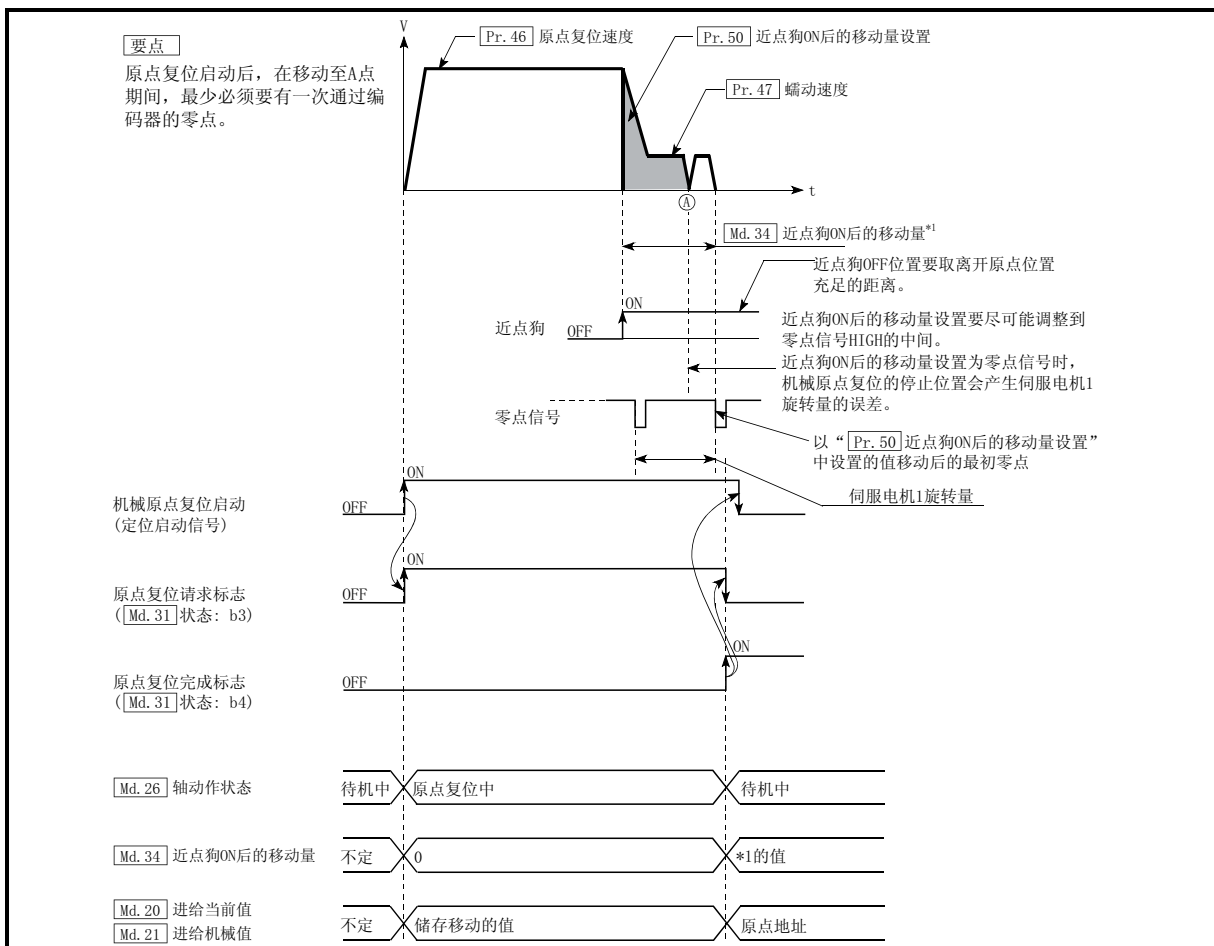 V
要点
原点复位启动后，在移动至A点
期间，最少必须要有一次通过编
码器的零点。
Pr.46 原点复位速度
Pr.50 近点狗ON后的移动量设置
Pr.47 蠕动速度
t
A
Md.34 近点狗ON后的移动量*1
近点狗OFF位置要取离开原点位置
充足的距离。
近点狗
OFF
ON
近点狗ON后的移动量设置要尽可能调整到
零点信号HIGH的中间。
近点狗ON后的移动量设置为零点信号时，
机械原点复位的停止位置会产生伺服电机1
旋转量的误差。
零点信号
以“ Pr.50 近点狗ON后的移动量设置”
中设置的值移动后的最初零点
伺服电机1旋转量
机械原点复位启动
(定位启动信号)
OFF
ON
原点复位请求标志
( Md.31 状态: b3)
OFF
ON
原点复位完成标志
( Md.31 状态: b4)
OFF
ON
Md.26 轴动作状态
待机中
原点复位中
待机中
Md.34 近点狗ON后的移动量
不定
0
*1的值
Md.20 进给当前值
Md.21 进给机械值
不定
储存移动的值
原点地址